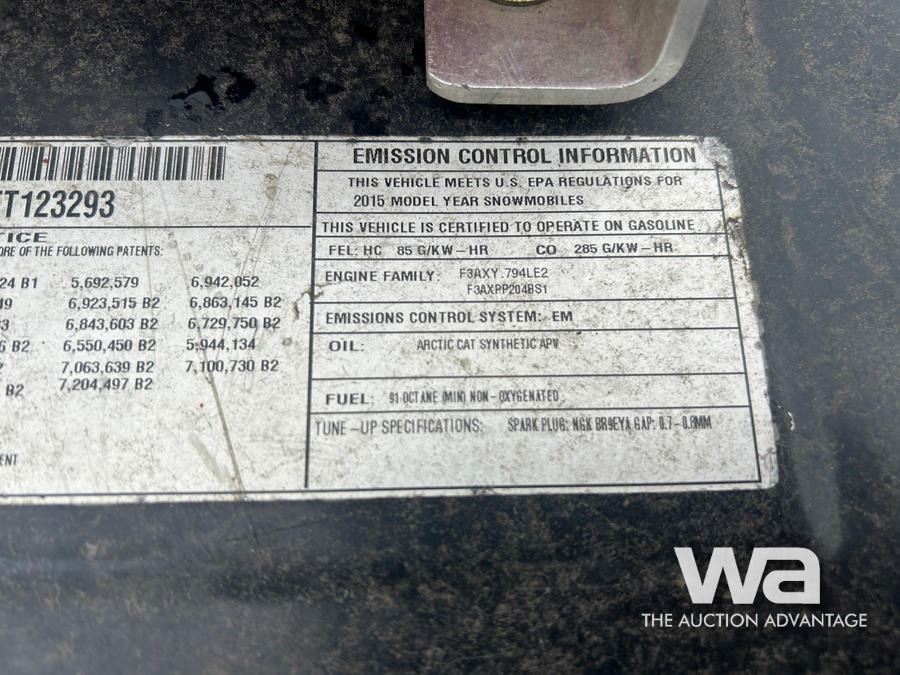 T123293
TICE
ORE OF THE FOLLOWING PATENTS:
24 B1 5,692,579 6,942,052
49 6,923,515 B2 6,863,145 B2
3 6,843,603 B2 6,729,750 B2
6 B2 6,550,450 B2 5,944,134
2 7,063,639 B2 7,100,730 B2
B2 7,204,497 B2
ENT
EMISSION CONTROL INFORMATION
THIS VEHICLE MEETS U.S. EPA REGULATIONS FOR
2015 MODEL YEAR SNOWMOBILES
THIS VEHICLE IS CERTIFIED TO OPERATE ON GASOLINE
FEL: HC 85 G/KW-HR CO 285 G/KW-HR
ENGINE FAMILY: F3AXY.794LE2
F3AXPP204BS1
EMISSIONS CONTROL SYSTEM: EM
OIL: ARCTIC CAT SYNTHETIC APV
FUEL: 91 OCTANE (MIN) NON-OXYGENATED
TUNE-UP SPECIFICATIONS: SPARK PLUG: NGK BR9EYA GAP: 0.7-0.8MM
wa
THE AUCTION ADVANTAGE